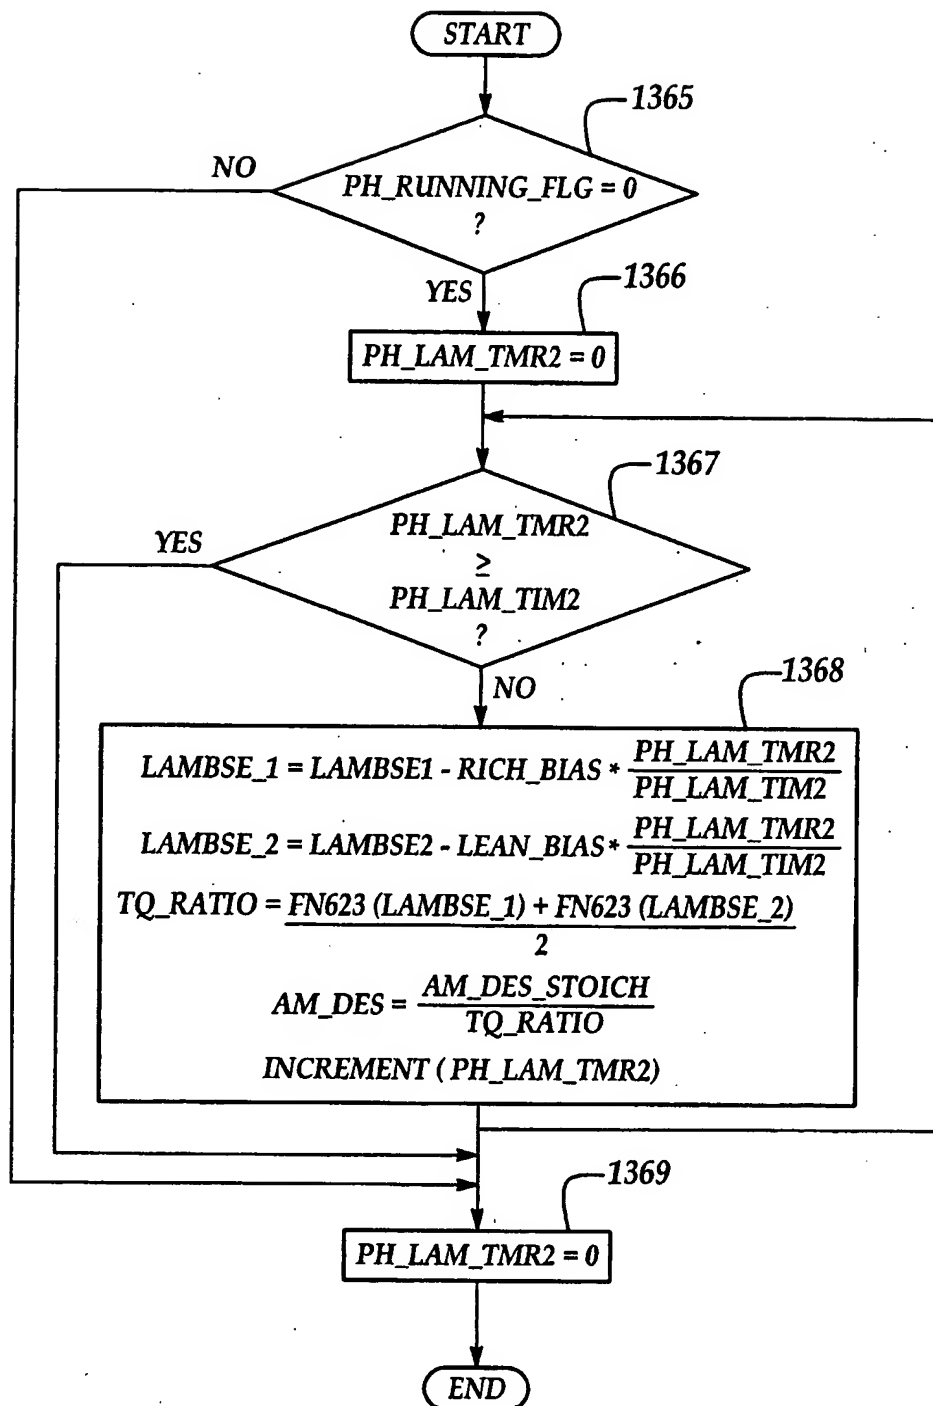 START
1365
NO
PH_RUNNING_FLG = 0
?
YES
1366
PH_LAM_TMR2 = 0
1367
PH_LAM_TMR2
≥
PH_LAM_TIM2
?
YES
NO
1368
LAMBSE_1 = LAMBSE1 - RICH_BIAS * PH_LAM_TMR2 / PH_LAM_TIM2
LAMBSE_2 = LAMBSE2 - LEAN_BIAS * PH_LAM_TMR2 / PH_LAM_TIM2
TQ_RATIO = FN623 (LAMBSE_1) + FN623 (LAMBSE_2) / 2
AM_DES = AM_DES_STOICH / TQ_RATIO
INCREMENT ( PH_LAM_TMR2)
1369
PH_LAM_TMR2 = 0
END